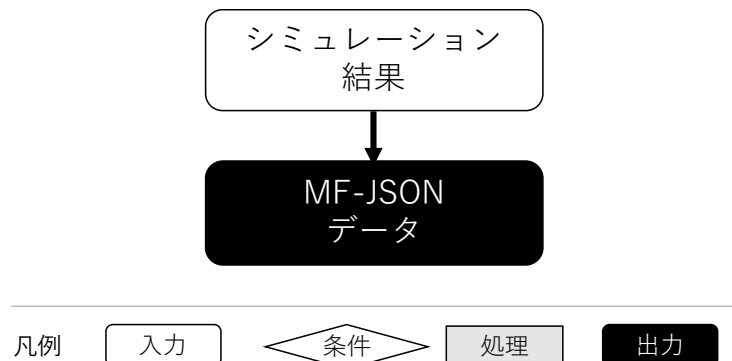 シミュレーション
結果
MF-JSON
データ
凡例 入力 条件 処理 出力